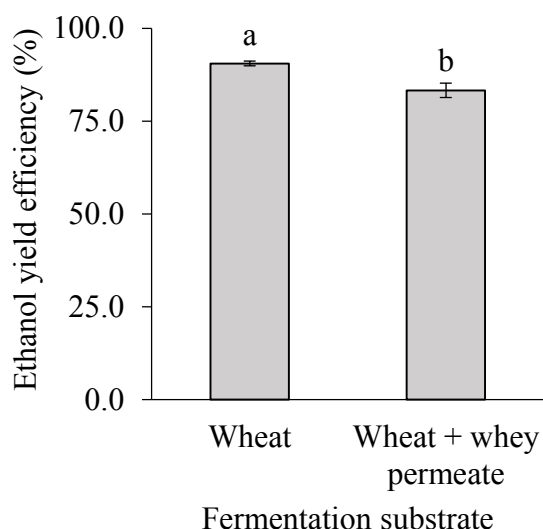 Ethanol yield efficiency (%)
100.0
75.0
50.0
25.0
0.0
a
b
Wheat
Wheat + whey
permeate
Fermentation substrate